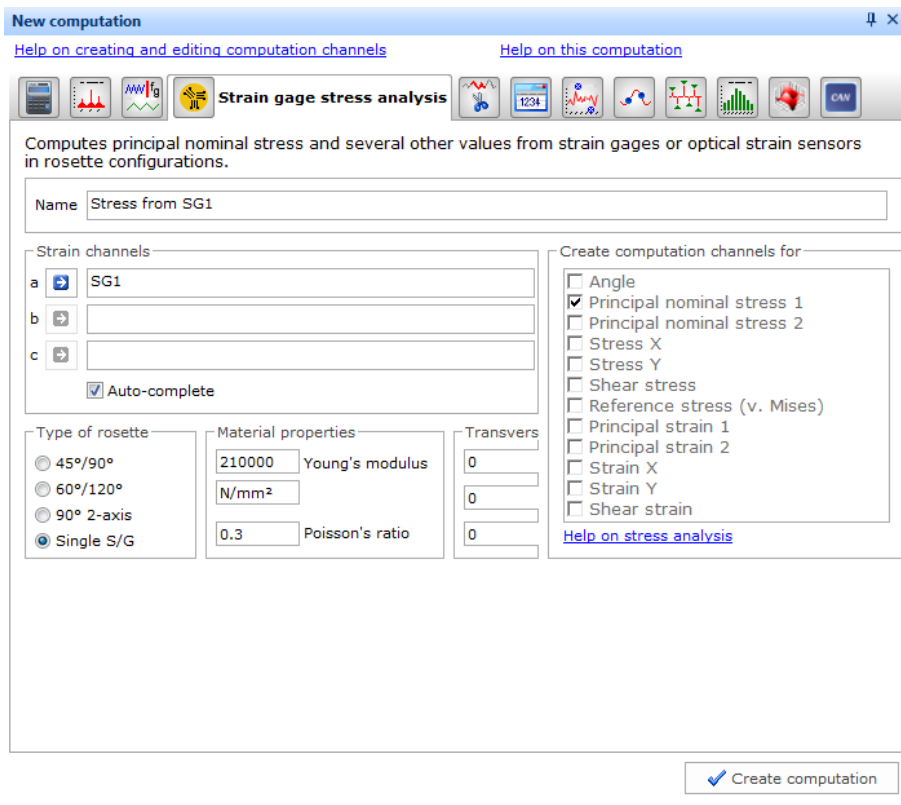 New computation
Help on creating and editing computation channels Help on this computation
fg Strain gage stress analysis 1234 CAN
Computes principal nominal stress and several other values from strain gages or optical strain sensors
in rosette configurations.
Name Stress from SG1
Strain channels
a SG1
b
c
Auto-complete
Type of rosette
45°/90°
60°/120°
90° 2-axis
Single S/G
Material properties
210000 Young's modulus
N/mm²
0.3 Poisson's ratio
Transvers
0
0
0
Create computation channels for
Angle
Principal nominal stress 1
Principal nominal stress 2
Stress X
Stress Y
Shear stress
Reference stress (v. Mises)
Principal strain 1
Principal strain 2
Strain X
Strain Y
Shear strain
Help on stress analysis
Create computation